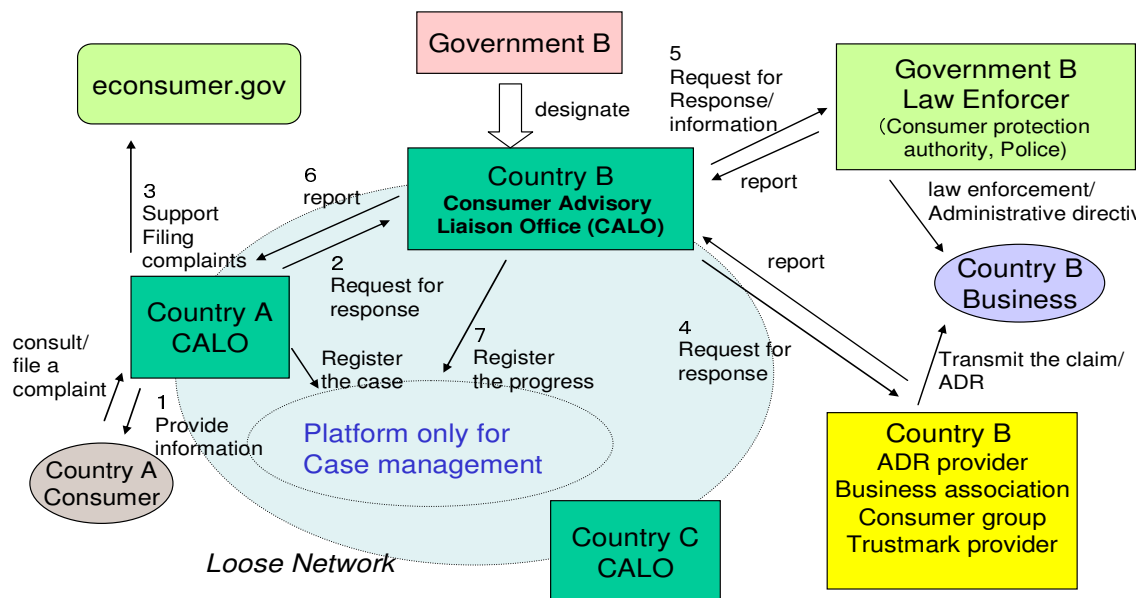 Government B
designate
econsumer.gov
5
Request for
Response/
information
Government B
Law Enforcer
(Consumer protection
authority, Police)
report
law enforcement/
Administrative directiv
Country B
Consumer Advisory
Liaison Office (CALO)
6
report
3
Support
Filing
complaints
2
Request for
response
Country A
CALO
consult/
file a
complaint
1
Provide
information
Country A
Consumer
Register
the case
7
Register
the progress
Platform only for
Case management
4
Request for
response
report
Country B
Business
Transmit the claim/
ADR
Country B
ADR provider
Business association
Consumer group
Trustmark provider
Country C
CALO
Loose Network